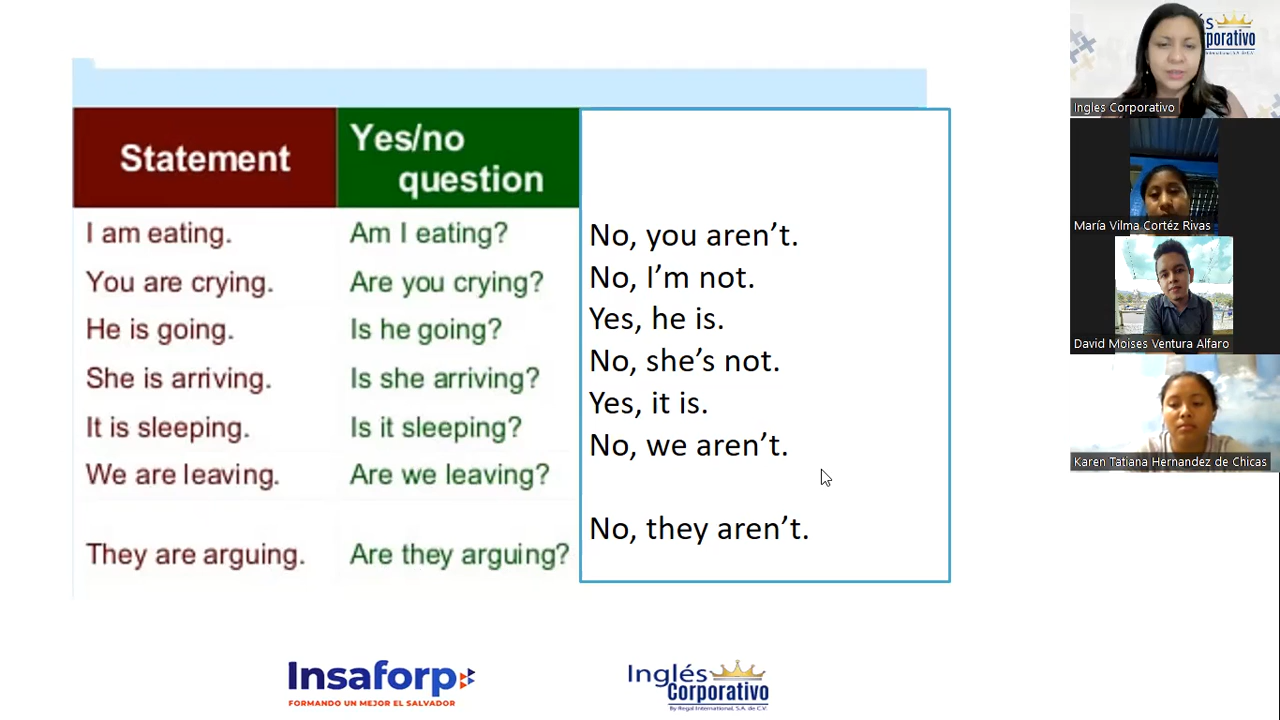 Statement
Yes/no
question
I am eating.
Am I eating?
No, you aren’t.
You are crying.
Are you crying?
No, I’m not.
He is going.
Is he going?
Yes, he is.
She is arriving.
Is she arriving?
No, she’s not.
It is sleeping.
Is it sleeping?
Yes, it is.
We are leaving.
Are we leaving?
No, we aren’t.
They are arguing.
Are they arguing?
No, they aren’t.
Insaforp
FORMANDO UN MEJOR EL SALVADOR
Inglés
Corporativo
By Regal International, S.A. de C.V.
Ingles Corporativo
María Vilma Cortéz Rivas
David Moises Ventura Alfaro
Karen Tatiana Hernandez de Chicas